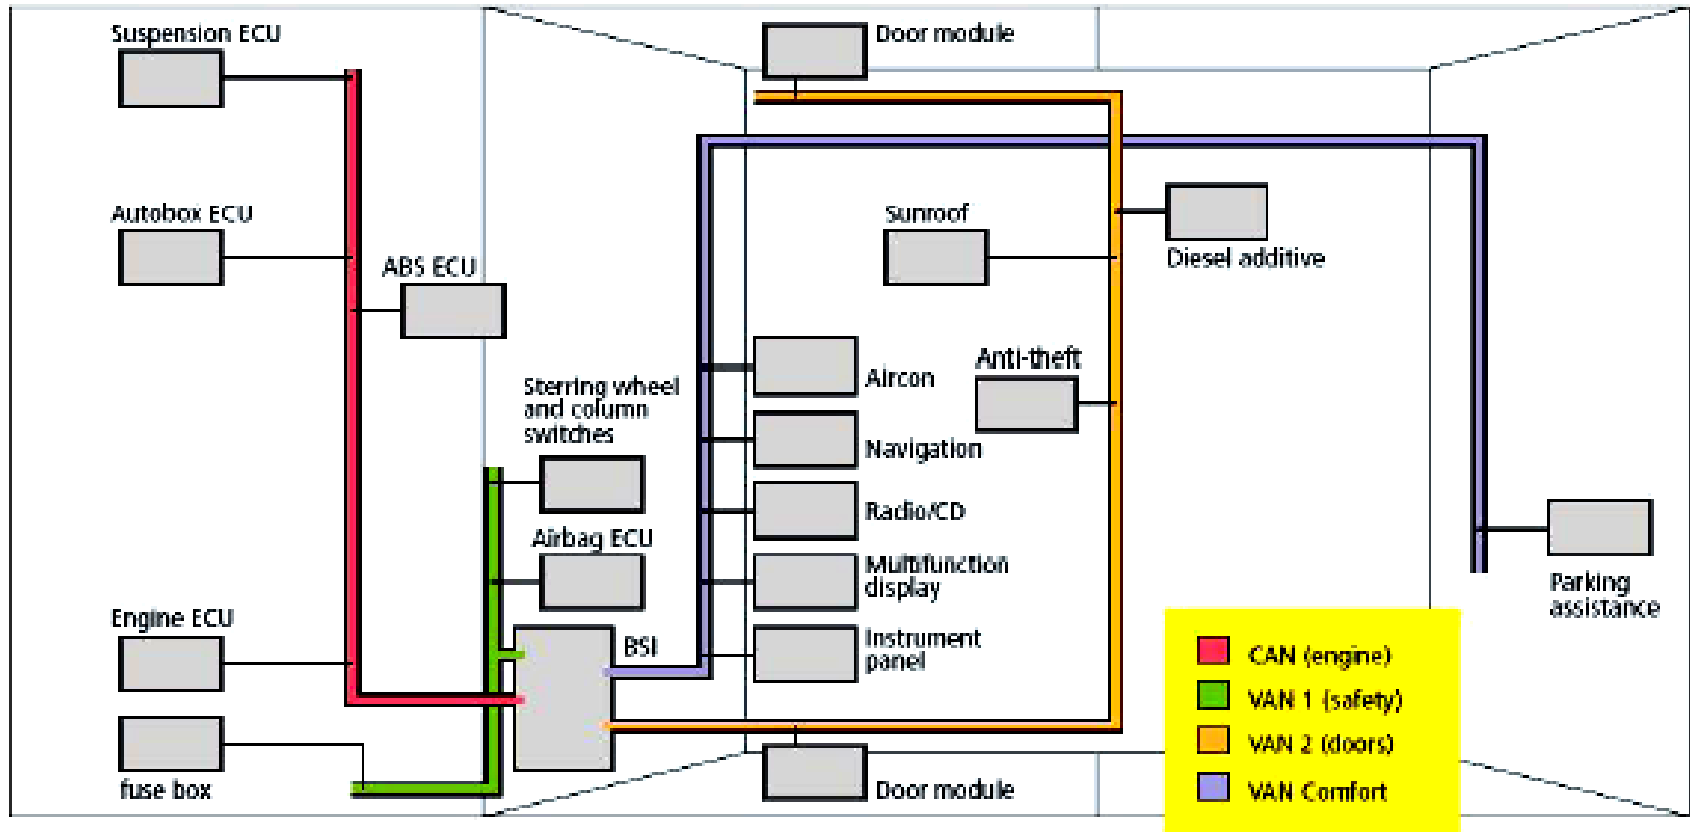 Suspension ECU
Door module
Autobox ECU
Sunroof
ABS ECU
Diesel additive
Anti-theft
Aircon
Sterring wheel
and column
switches
Navigation
Radio/CD
Airbag ECU
Multifunction
display
Parking
assistance
Engine ECU
BSI
Instrument
panel
CAN (engine)
VAN 1 (safety)
VAN 2 (doors)
VAN Comfort
fuse box
Door module